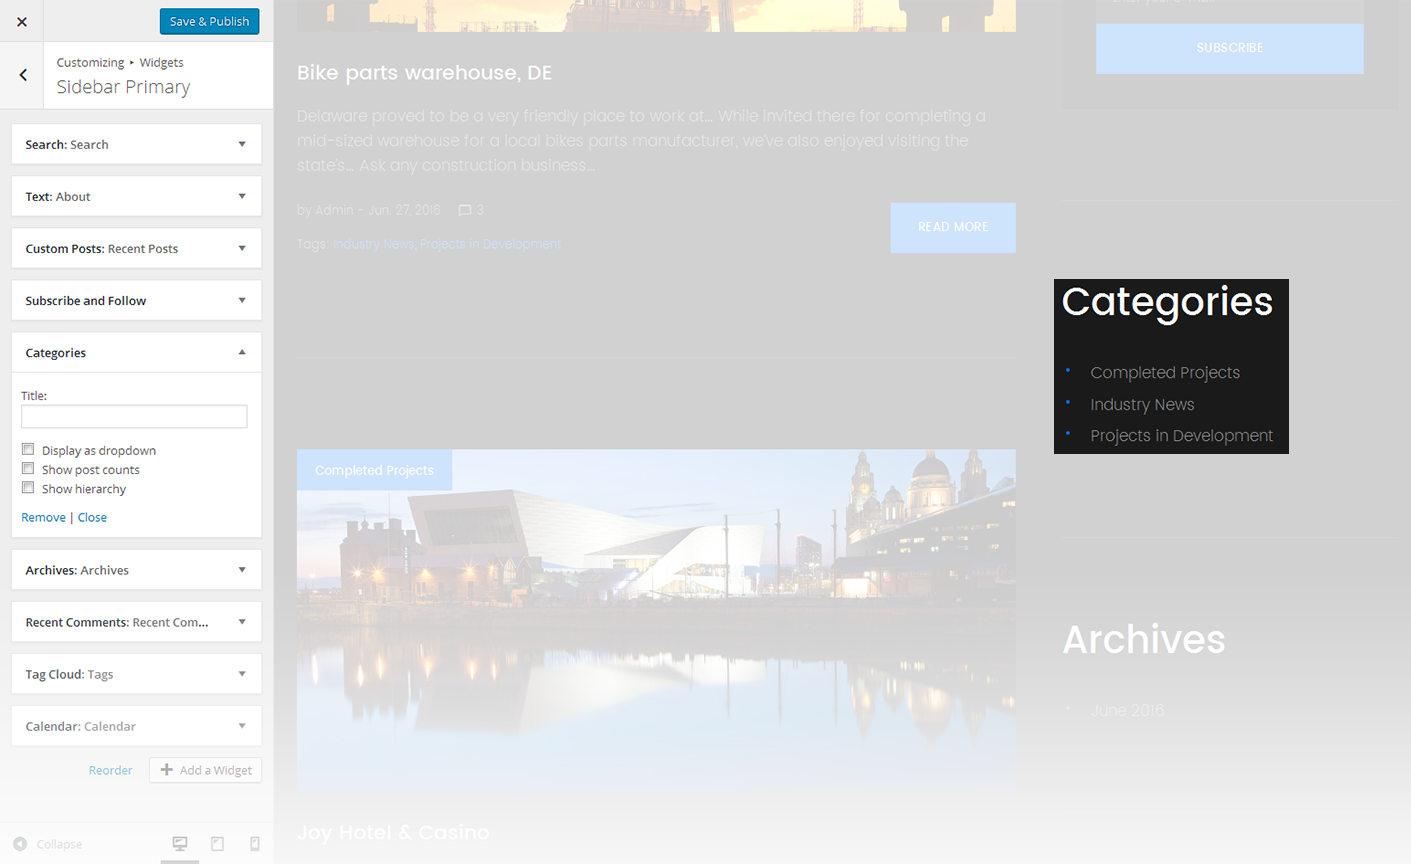 Save & Publish
Customizing ▸ Widgets
Sidebar Primary
Search: Search
Text: About
Custom Posts: Recent Posts
Subscribe and Follow
Categories
Title:
Display as dropdown
Show post counts
Show hierarchy
Remove | Close
Archives: Archives
Recent Comments: Recent Com...
Tag Cloud: Tags
Calendar: Calendar
Reorder
Add a Widget
Collapse
Bike parts warehouse, DE
Delaware proved to be a very friendly place to work at... While invited there for completing a
mid-sized warehouse for a local bikes parts manufacturer, we've also enjoyed visiting the
state's... Ask any construction business...
by Admin - Jun. 27, 2016 3
Tags: Industry News, Projects in Development
READ MORE
Completed Projects
Joy Hotel & Casino
SUBSCRIBE
Categories
Completed Projects
Industry News
Projects in Development
Archives
June 2016